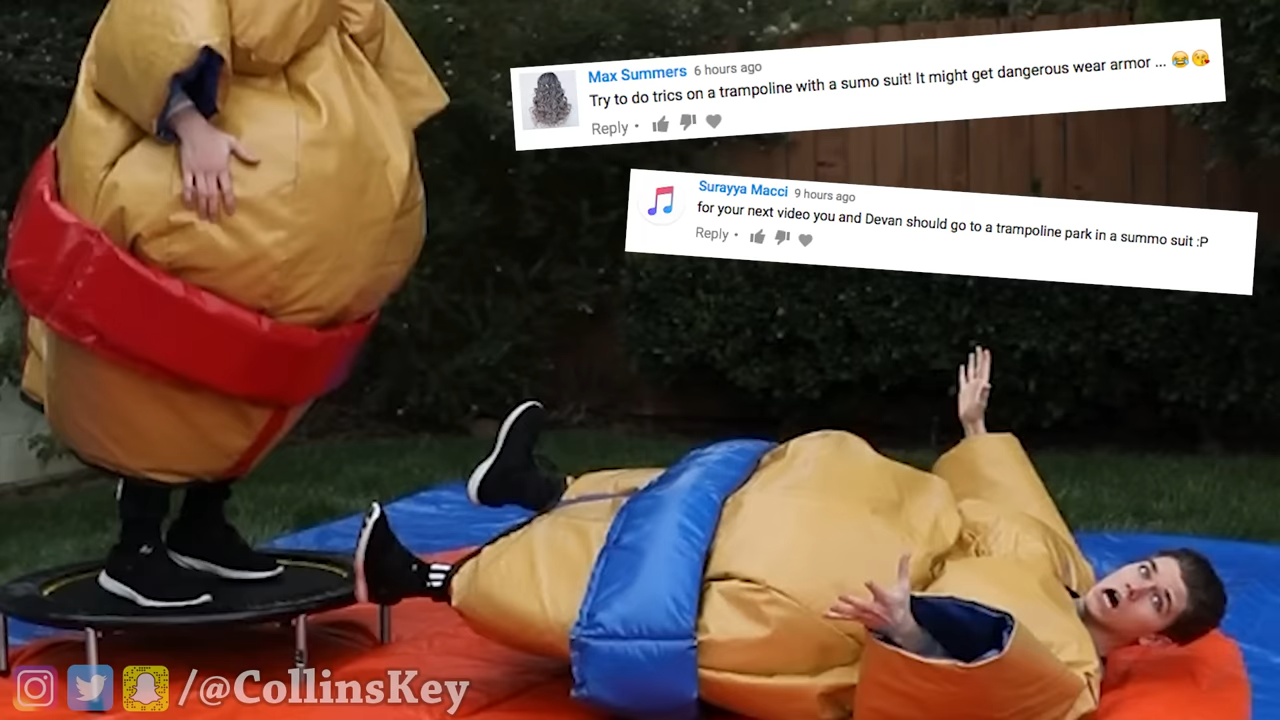 Max Summers 6 hours ago
Try to do trics on a trampoline with a sumo suit! It might get dangerous wear armor ... 😂😘
Reply •
Surayya Macci 9 hours ago
for your next video you and Devan should go to a trampoline park in a summo suit :P
Reply •
/@CollinsKey